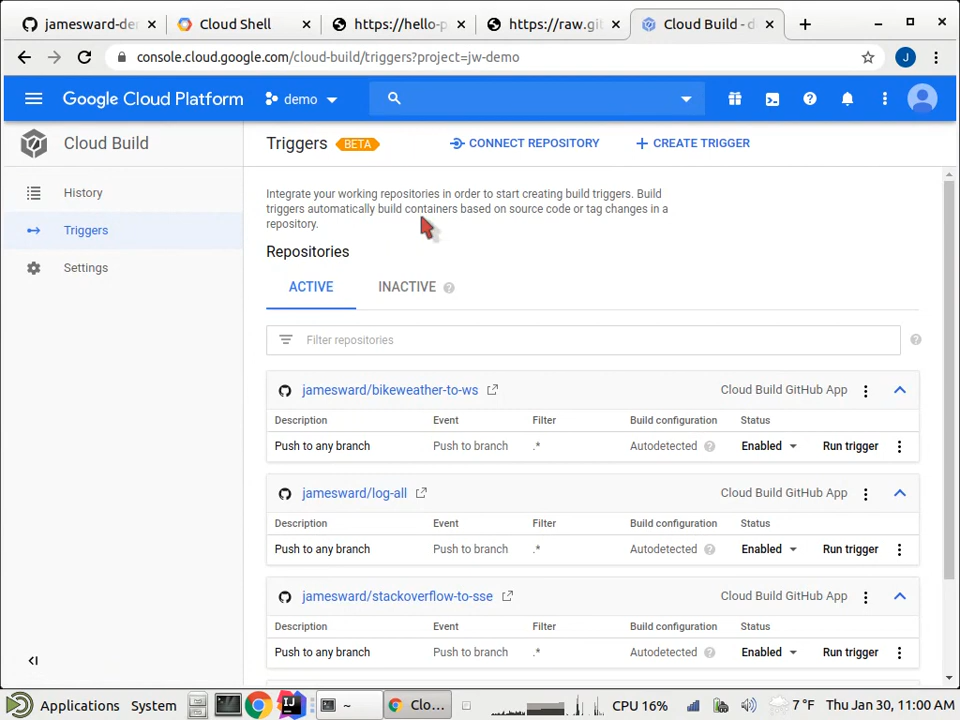 jamesward-de
Cloud Shell
https://hello-p
https://raw.git
Cloud Build - d
console.cloud.google.com/cloud-build/triggers?project=jw-demo
J
Google Cloud Platform
demo
Cloud Build
Triggers BETA
CONNECT REPOSITORY
CREATE TRIGGER
History
Triggers
Settings
Integrate your working repositories in order to start creating build triggers. Build
triggers automatically build containers based on source code or tag changes in a
repository.
Repositories
ACTIVE
INACTIVE
Filter repositories
jamesward/bikeweather-to-ws
Cloud Build GitHub App
Description Event Filter Build configuration Status
Push to any branch Push to branch .* Autodetected Enabled Run trigger
jamesward/log-all
Cloud Build GitHub App
Description Event Filter Build configuration Status
Push to any branch Push to branch .* Autodetected Enabled Run trigger
jamesward/stackoverflow-to-sse
Cloud Build GitHub App
Description Event Filter Build configuration Status
Push to any branch Push to branch .* Autodetected Enabled Run trigger
Applications System
~
Clo...
CPU 16%
7 °F
Thu Jan 30, 11:00 AM